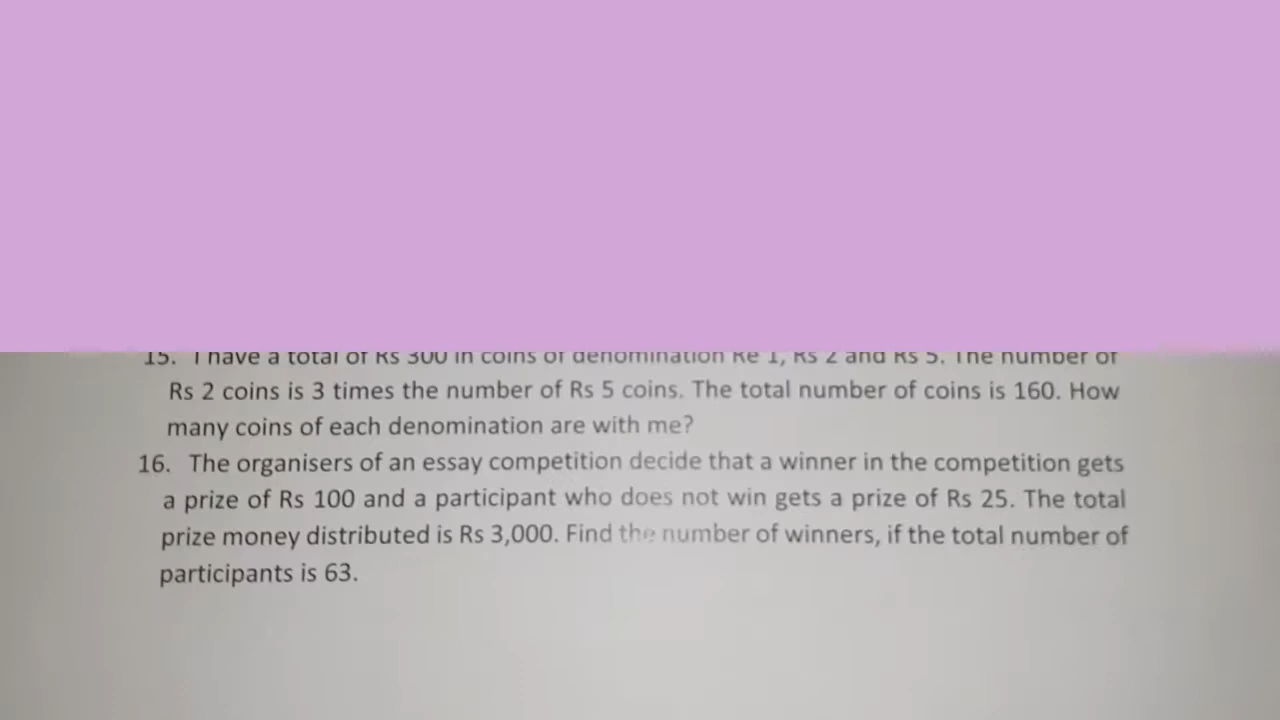 15. I have a total of Rs 300 in coins of denomination Re 1, Rs 2 and Rs 5. The number of
Rs 2 coins is 3 times the number of Rs 5 coins. The total number of coins is 160. How
many coins of each denomination are with me?
16. The organisers of an essay competition decide that a winner in the competition gets
a prize of Rs 100 and a participant who does not win gets a prize of Rs 25. The total
prize money distributed is Rs 3,000. Find the number of winners, if the total number of
participants is 63.